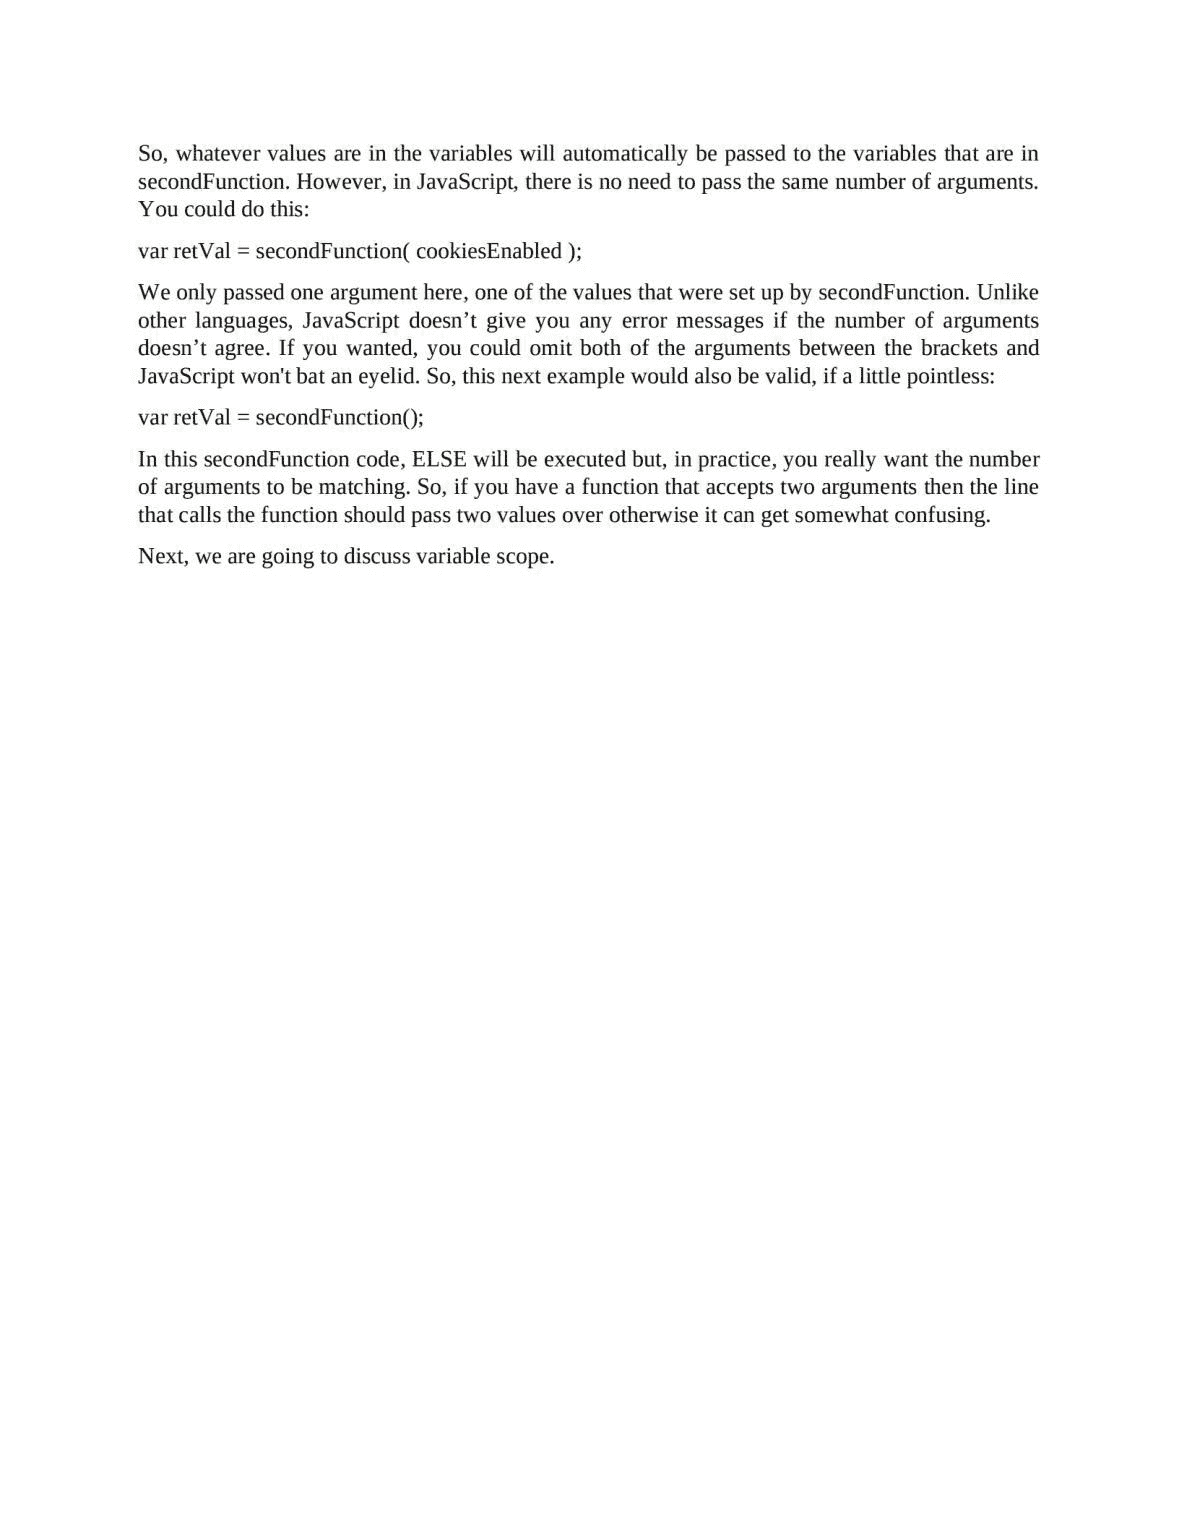 So, whatever values are in the variables will automatically be passed to the variables that are in
secondFunction. However, in JavaScript, there is no need to pass the same number of arguments.
You could do this:
var retVal = secondFunction( cookiesEnabled );
We only passed one argument here, one of the values that were set up by secondFunction. Unlike
other languages, JavaScript doesn’t give you any error messages if the number of arguments
doesn’t agree. If you wanted, you could omit both of the arguments between the brackets and
JavaScript won't bat an eyelid. So, this next example would also be valid, if a little pointless:
var retVal = secondFunction();
In this secondFunction code, ELSE will be executed but, in practice, you really want the number
of arguments to be matching. So, if you have a function that accepts two arguments then the line
that calls the function should pass two values over otherwise it can get somewhat confusing.
Next, we are going to discuss variable scope.